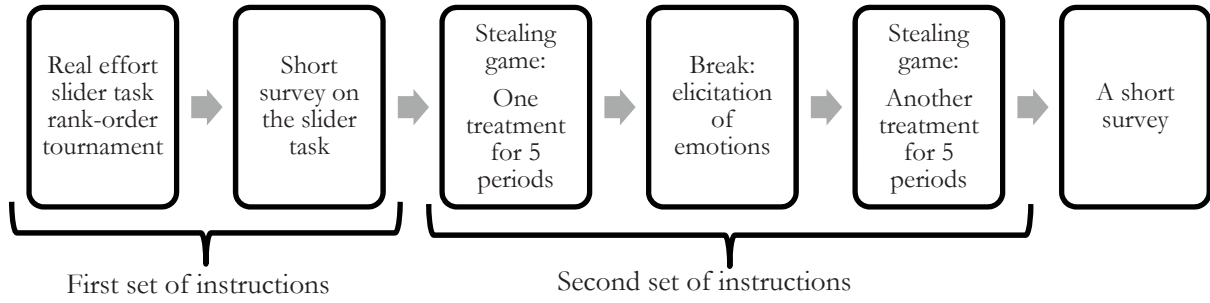 Real effort
slider task
rank-order
tournament
Short
survey on
the slider
task
Stealing
game:
One
treatment
for 5
periods
Break:
elicitation
of
emotions
Stealing
game:
Another
treatment
for 5
periods
A short
survey
First set of instructions
Second set of instructions